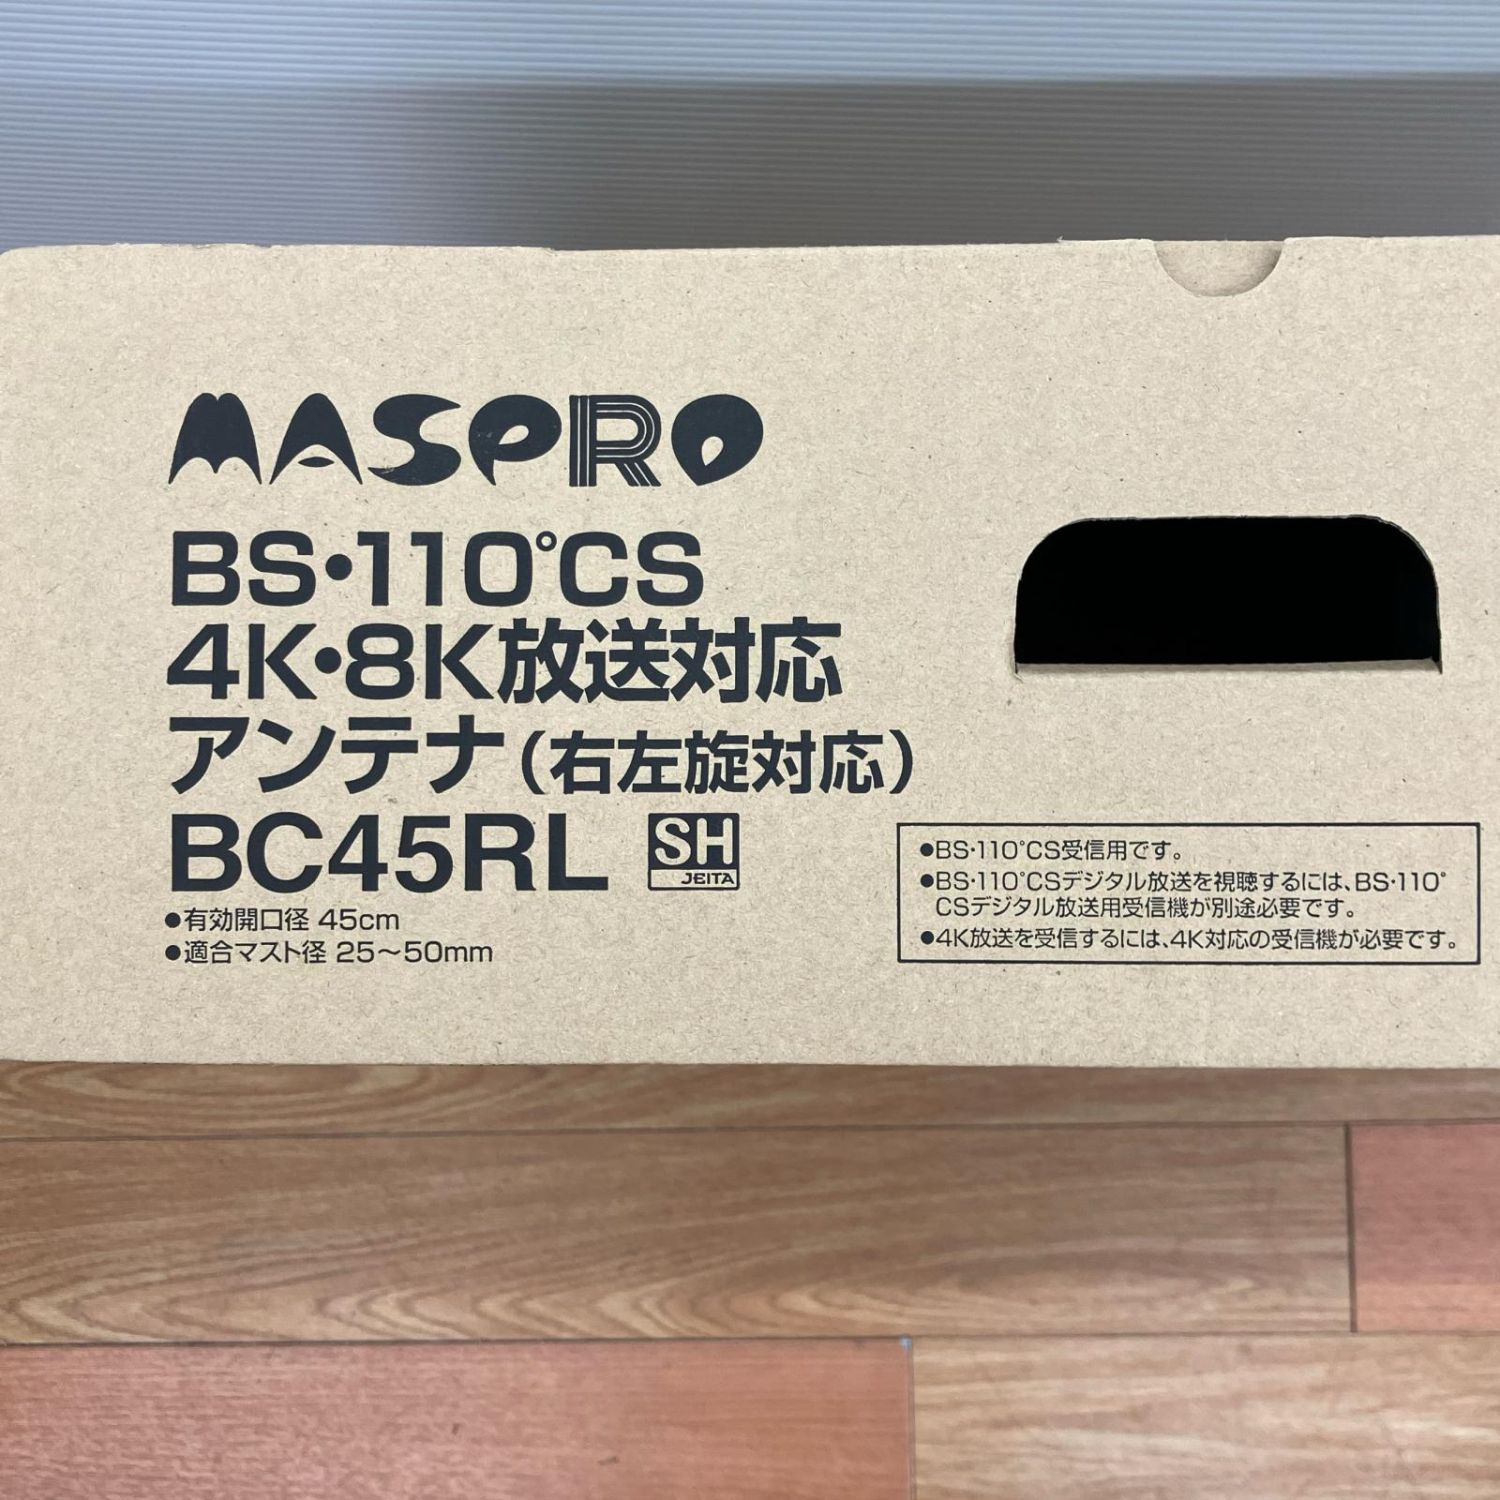 MASPRO
BS・110°CS
4K・8K放送対応
アンテナ（右左旋対応）
BC45RL SH JEITA
●有効開口径 45cm
●適合マスト径 25～50mm
●BS・110°CS受信用です。
●BS・110°CSデジタル放送を視聴するには、BS・110°
CSデジタル放送用受信機が別途必要です。
●4K放送を受信するには、4K対応の受信機が必要です。